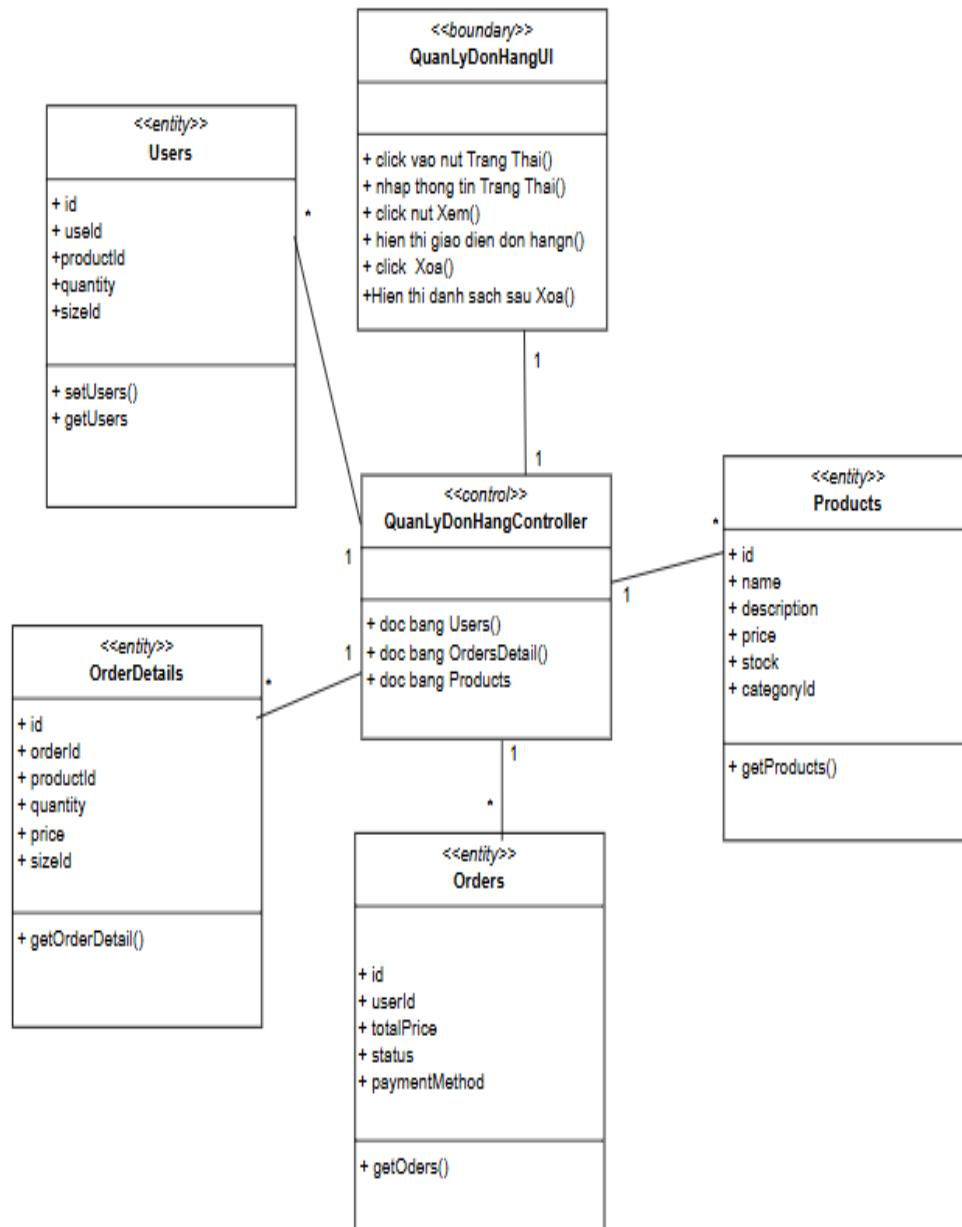 <<boundary>>
QuanLyDonHangUI
+ click vao nut Trang Thai()
+ nhap thong tin Trang Thai()
+ click nut Xem()
+ hien thi giao dien don hangn()
+ click  Xoa()
+Hien thi danh sach sau Xoa()
1
1
<<entity>>
Users
+ id
+ useId
+productId
+quantity
+sizeId
+ setUsers()
+ getUsers
*
1
<<control>>
QuanLyDonHangController
+ doc bang Users()
+ doc bang OrdersDetail()
+ doc bang Products
1
*
<<entity>>
Products
+ id
+ name
+ description
+ price
+ stock
+ categoryId
+ getProducts()
1
*
<<entity>>
OrderDetails
+ id
+ orderId
+ productId
+ quantity
+ price
+ sizeId
+ getOrderDetail()
1
*
<<entity>>
Orders
+ id
+ userId
+ totalPrice
+ status
+ paymentMethod
+ getOders()